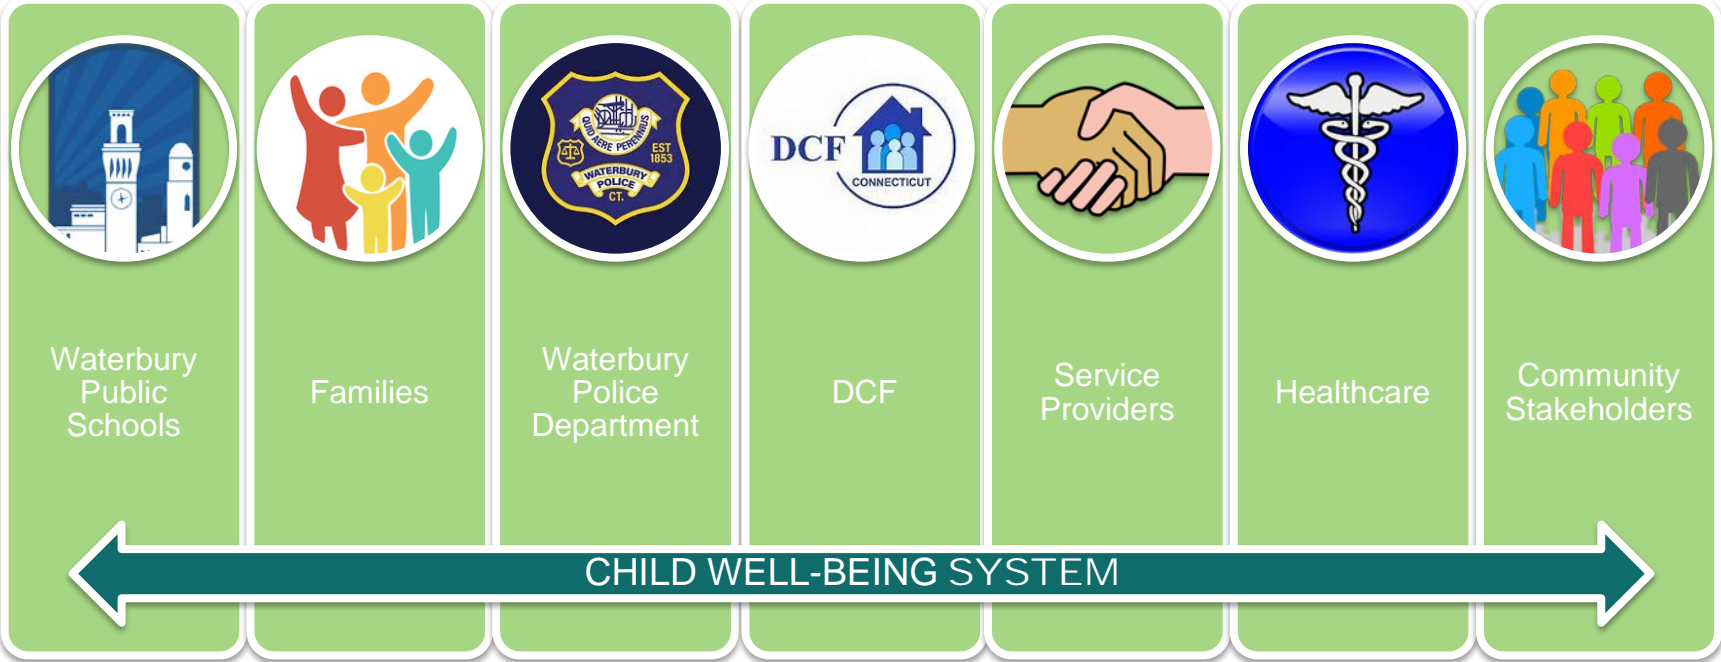 QUID AERE PERENNIUS
EST
1853
WATERBURY
POLICE
CT.
DCF
CONNECTICUT
Waterbury
Public
Schools
Families
Waterbury
Police
Department
DCF
Service
Providers
Healthcare
Community
Stakeholders
CHILD WELL-BEING SYSTEM